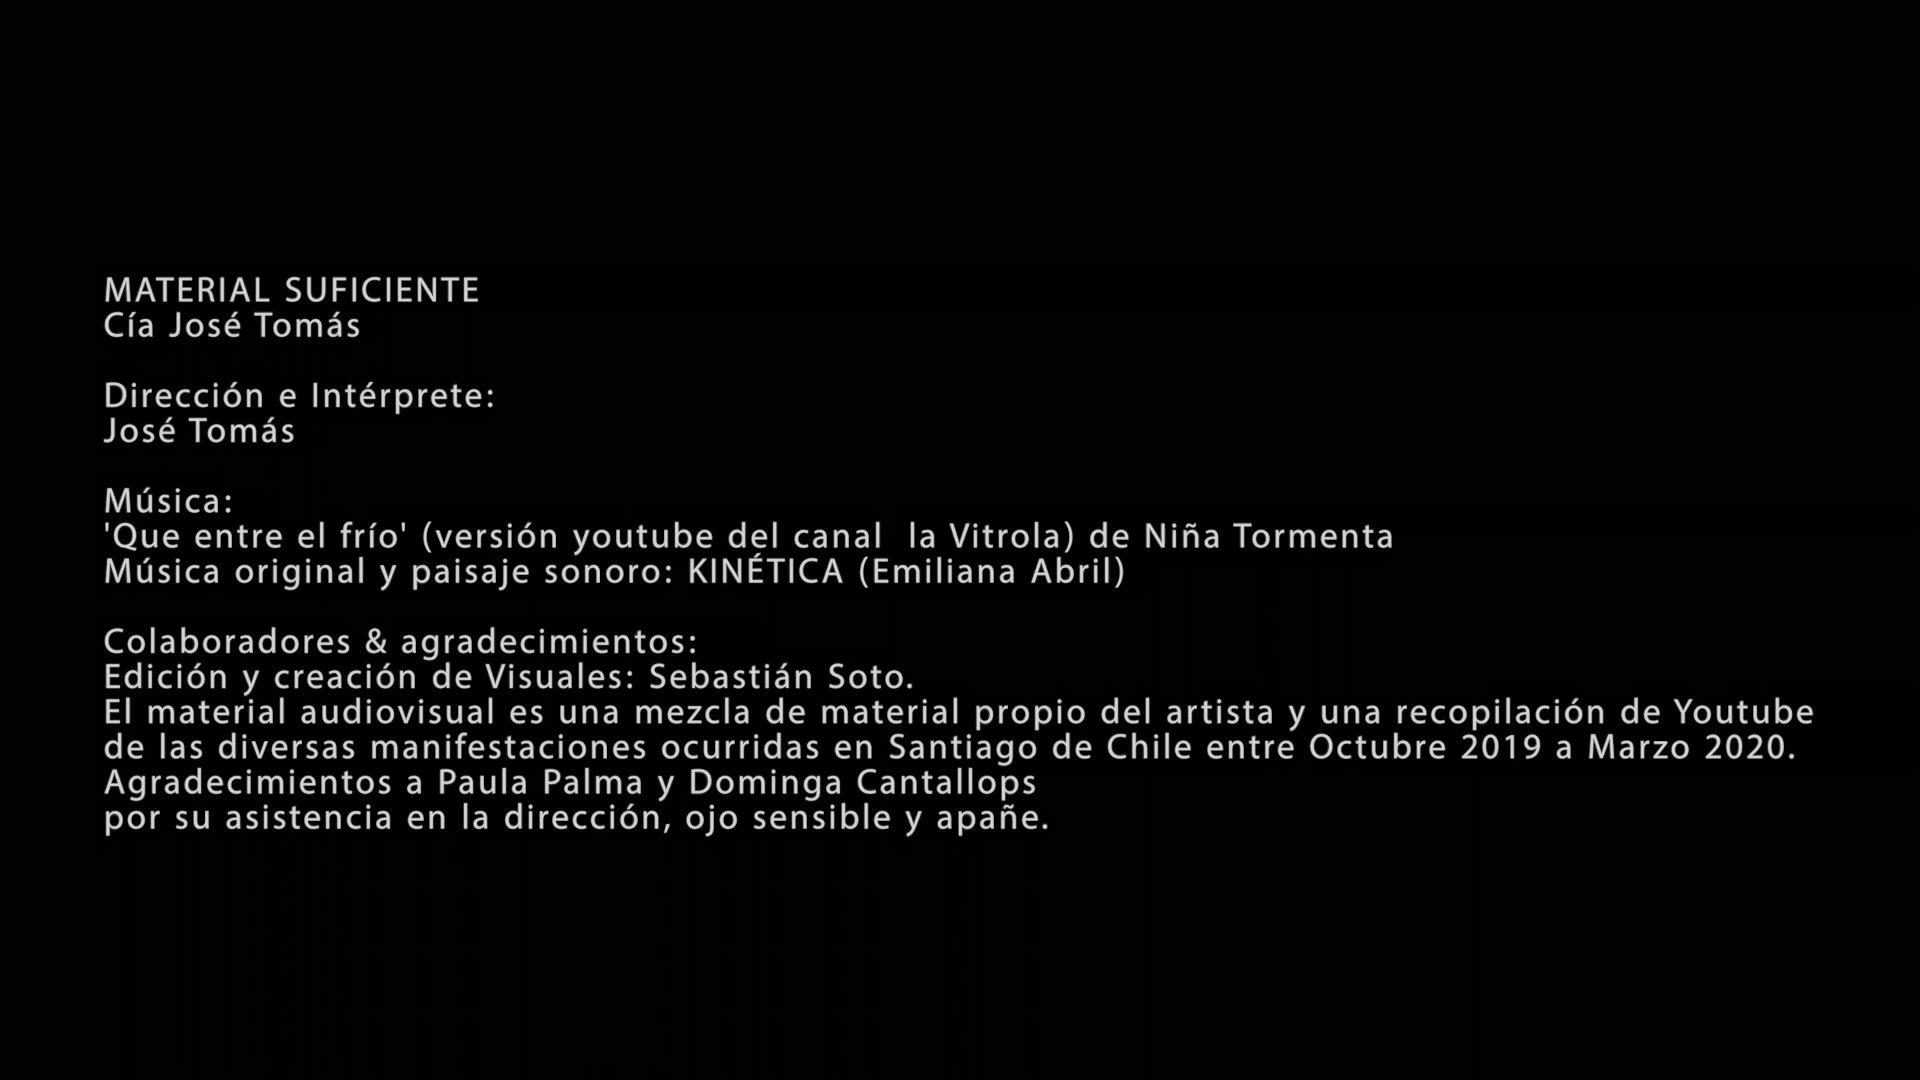 MATERIAL SUFICIENTE
Cía José Tomás
Dirección e Intérprete:
José Tomás
Música:
'Que entre el frío' (versión youtube del canal  la Vitrola) de Niña Tormenta
Música original y paisaje sonoro: KINÉTICA (Emiliana Abril)
Colaboradores & agradecimientos:
Edición y creación de Visuales: Sebastián Soto.
El material audiovisual es una mezcla de material propio del artista y una recopilación de Youtube
de las diversas manifestaciones ocurridas en Santiago de Chile entre Octubre 2019 a Marzo 2020.
Agradecimientos a Paula Palma y Dominga Cantallops
por su asistencia en la dirección, ojo sensible y apañe.